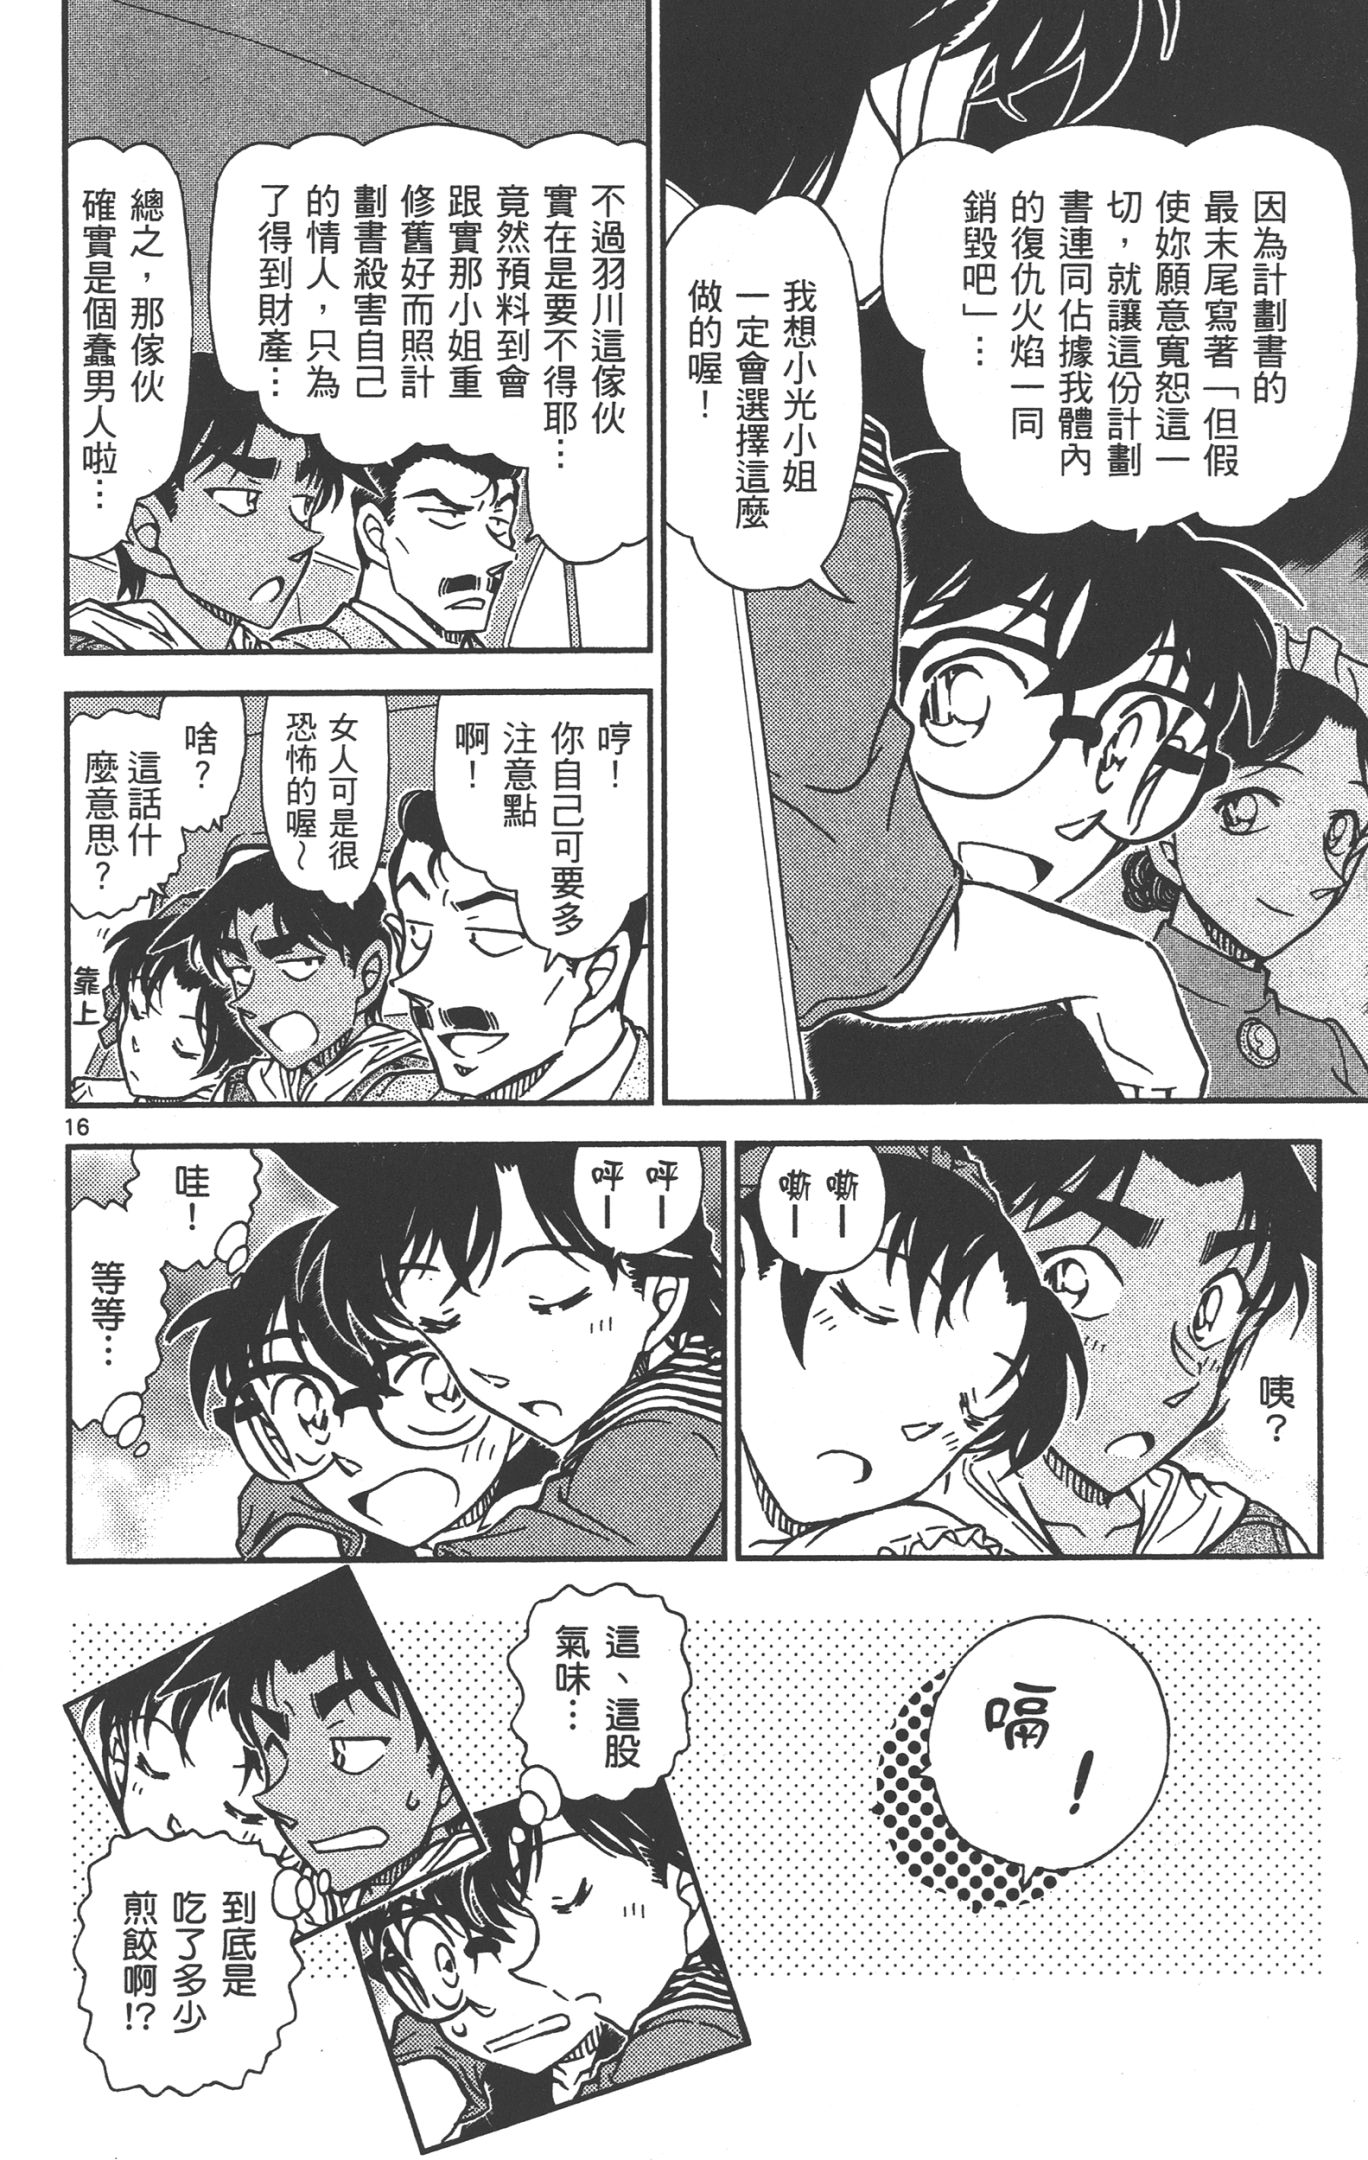 因為計劃書的
最末尾寫著「但假
使妳願意寬恕這一
切，就讓這份計劃
書連同佔據我體內
的復仇火焰一同
銷毀吧」…
我想小光小姐
一定會選擇這麼
做的喔！
不過羽川這傢伙
實在是要不得耶…
竟然預料到會
跟實那小姐重
修舊好而照計
劃書殺害自己
的情人，只為
了得到財產…
總之，那傢伙
確實是個蠢男人啦…
哼！
你自己可要多
注意點
啊！
女人可是很
恐怖的喔～
啥？
這話什
麼意思？
靠上
16
咦？
嘶ー
嘶ー
呼ー
呼ー
哇！
等等…
嗝！
這、這股
氣味…
到底是
吃了多少
煎餃啊!?